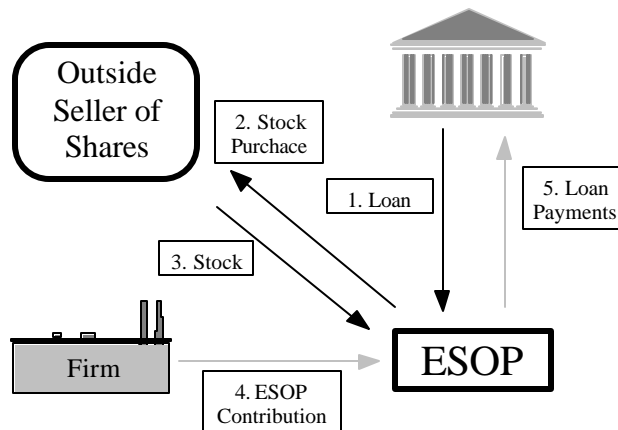 Outside
Seller of
Shares
2. Stock
Purchace
1. Loan
5. Loan
Payments
3. Stock
Firm
ESOP
4. ESOP
Contribution